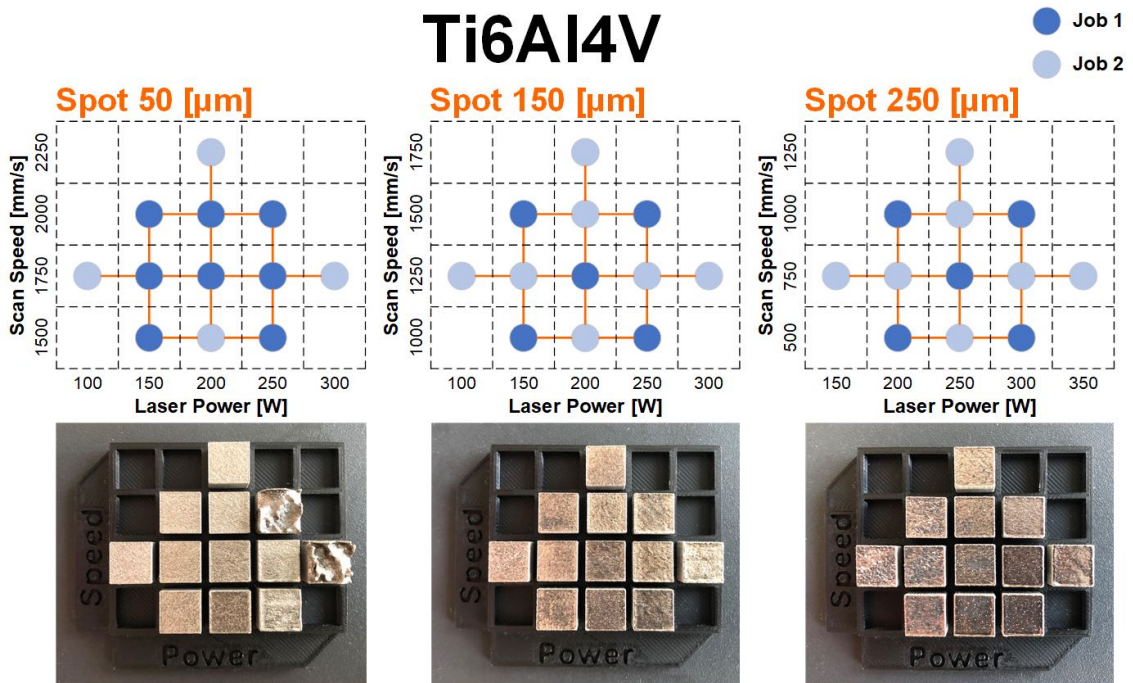 Ti6Al4V
Job 1
Job 2
Spot 50 [µm]
Scan Speed [mm/s]
2250
1000
1750
1500
100 150 200 250 300
Laser Power [W]
Spot 150 [µm]
Scan Speed [mm/s]
1750
1500
1250
1000
100 150 200 250 300
Laser Power [W]
Spot 250 [µm]
Scan Speed [mm/s]
1250
1000
750
500
150 200 250 300 350
Laser Power [W]
Speed
Power
Speed
Power
Speed
Power